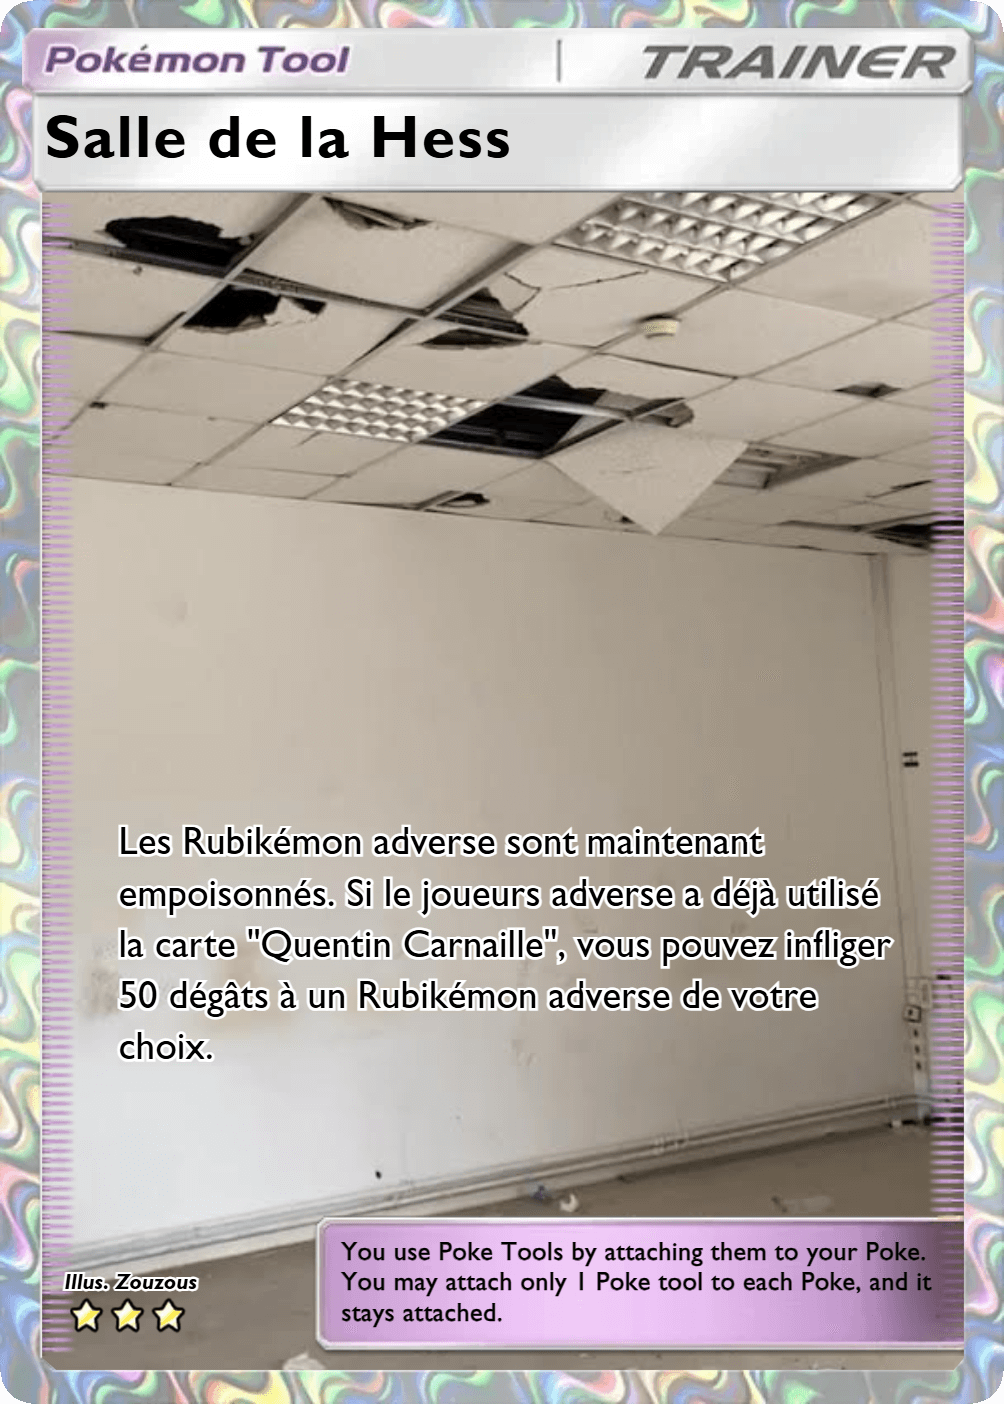 Pokémon Tool
TRAINER
Salle de la Hess
Les Rubikémon adverse sont maintenant
empoisonnés. Si le joueurs adverse a déjà utilisé
la carte "Quentin Carnaille", vous pouvez infliger
50 dégâts à un Rubikémon adverse de votre
choix.
You use Poke Tools by attaching them to your Poke.
You may attach only 1 Poke tool to each Poke, and it
stays attached.
Illus. Zouzous